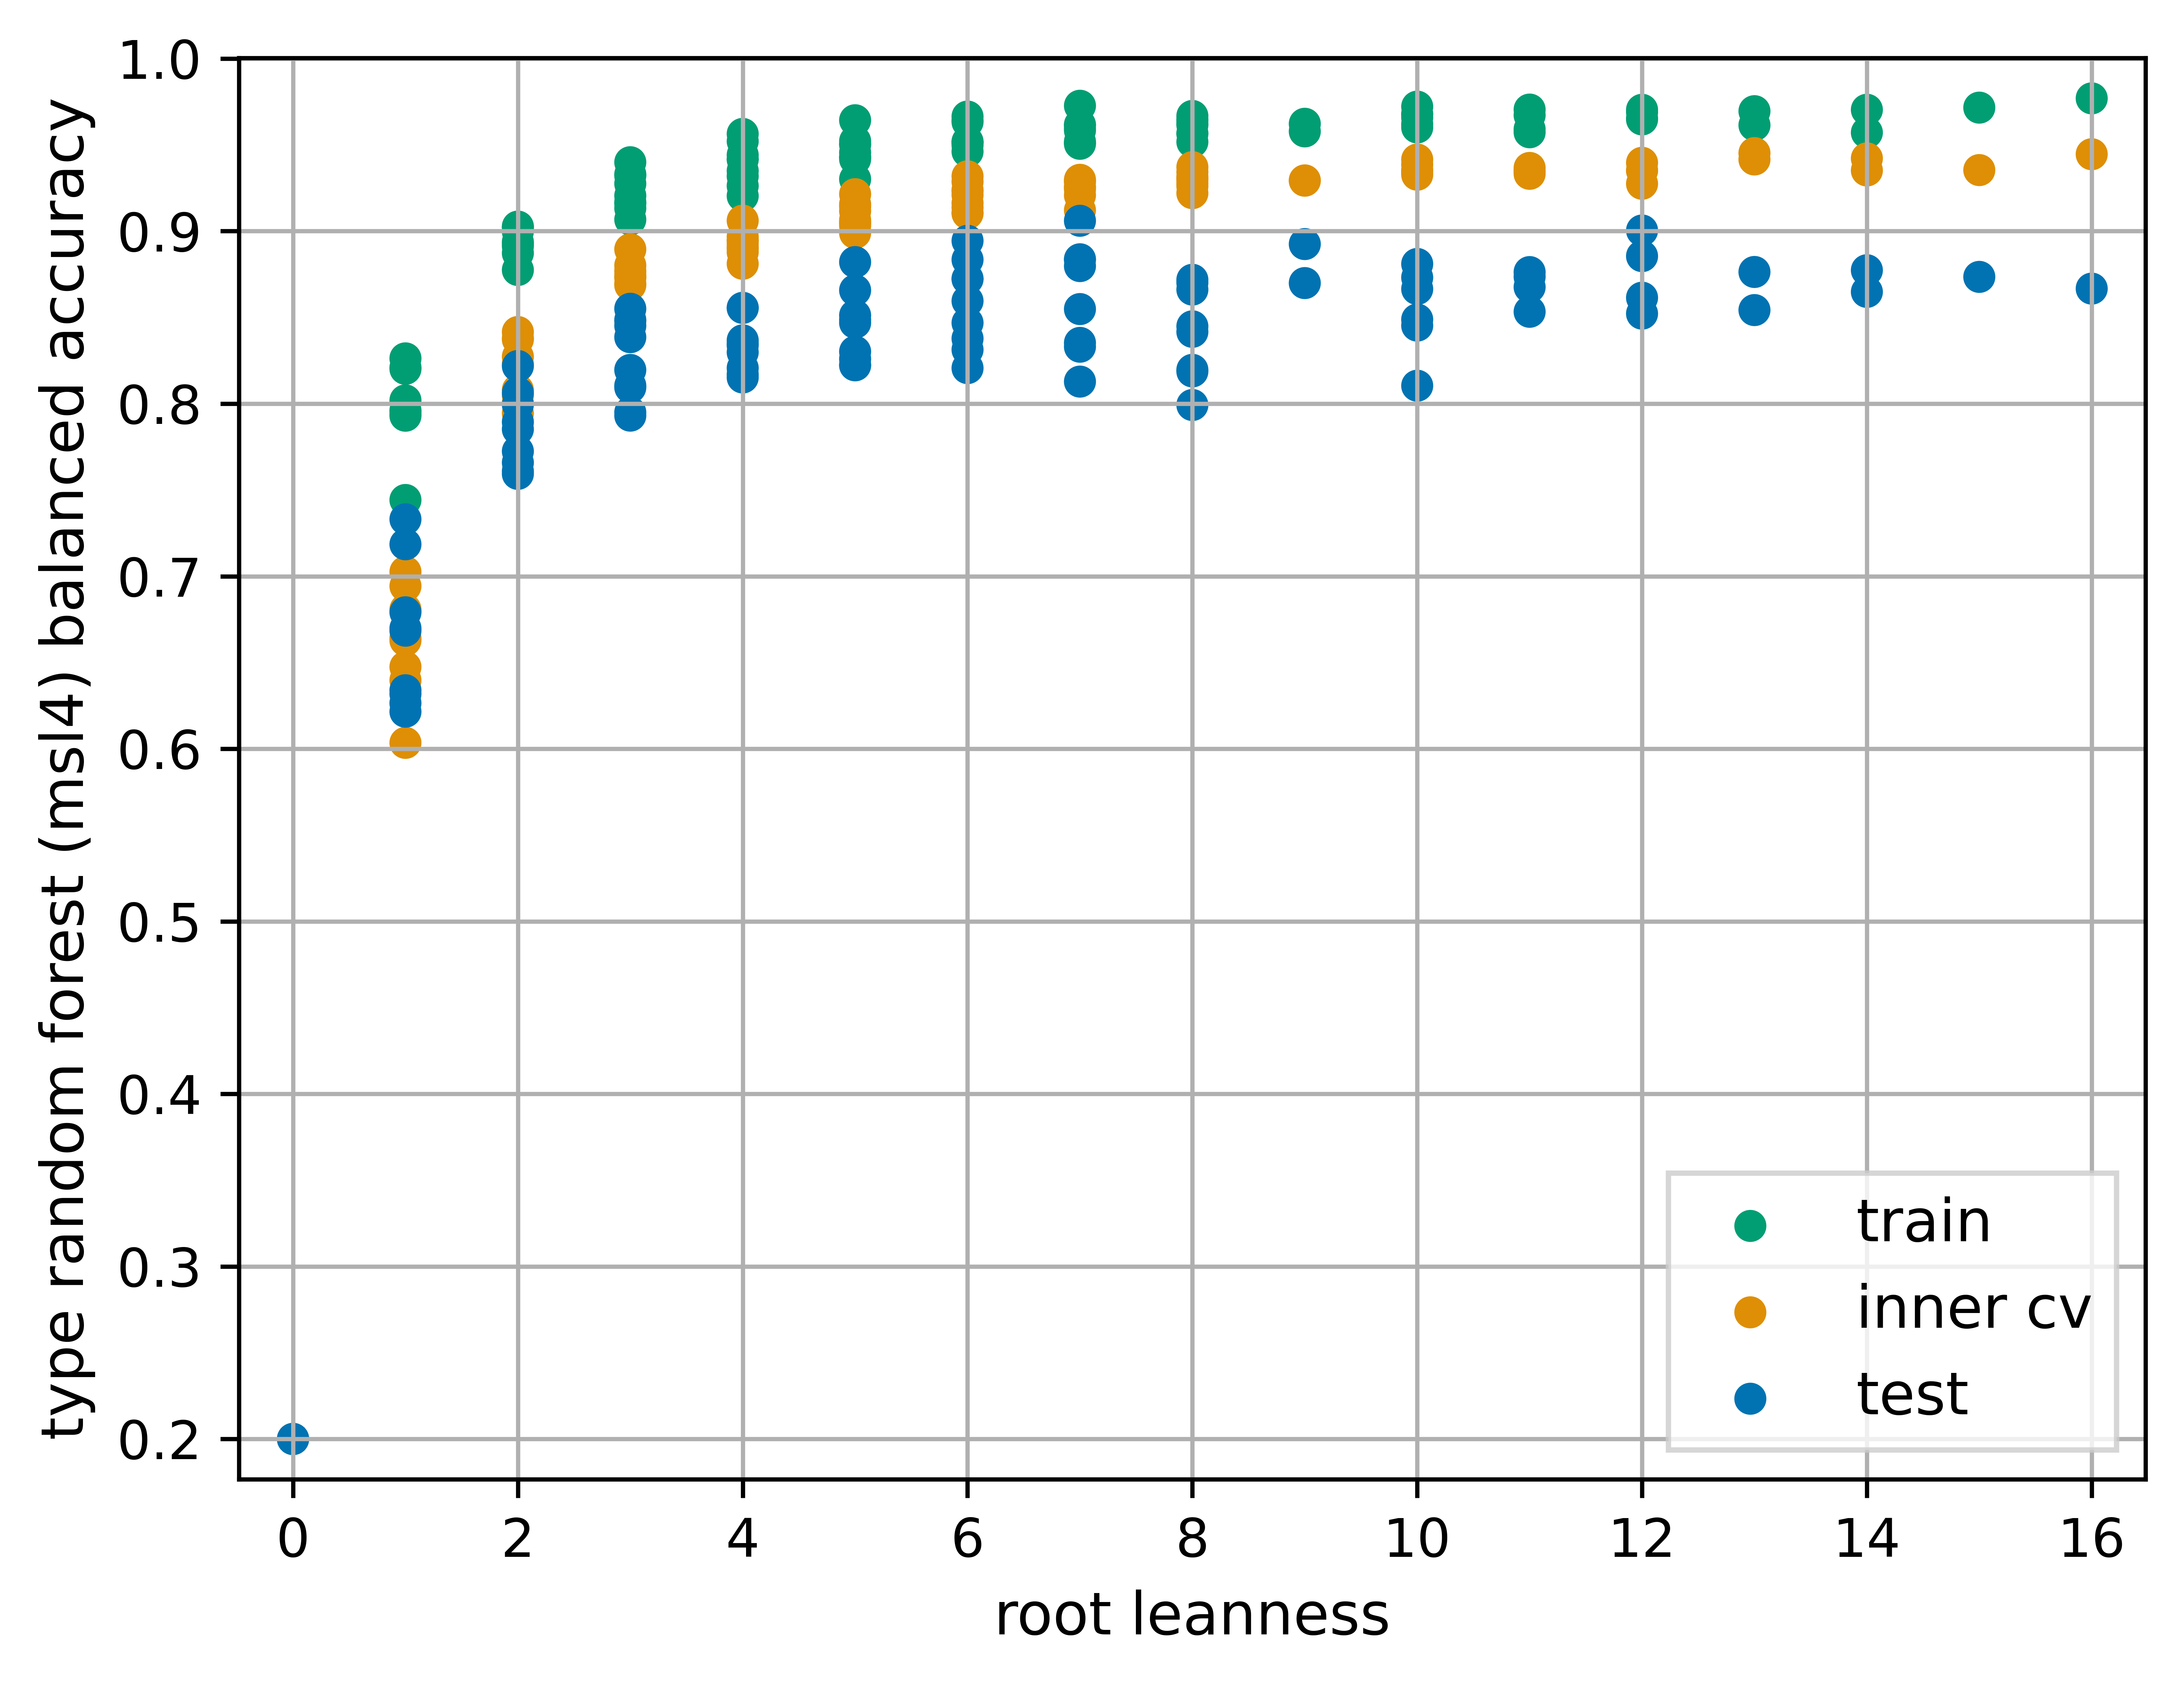 type random forest (msl4) balanced accuracy
1.0
0.9
0.8
0.7
0.6
0.5
0.4
0.3
0.2
0 2 4 6 8 10 12 14 16
root leanness
train
inner cv
test